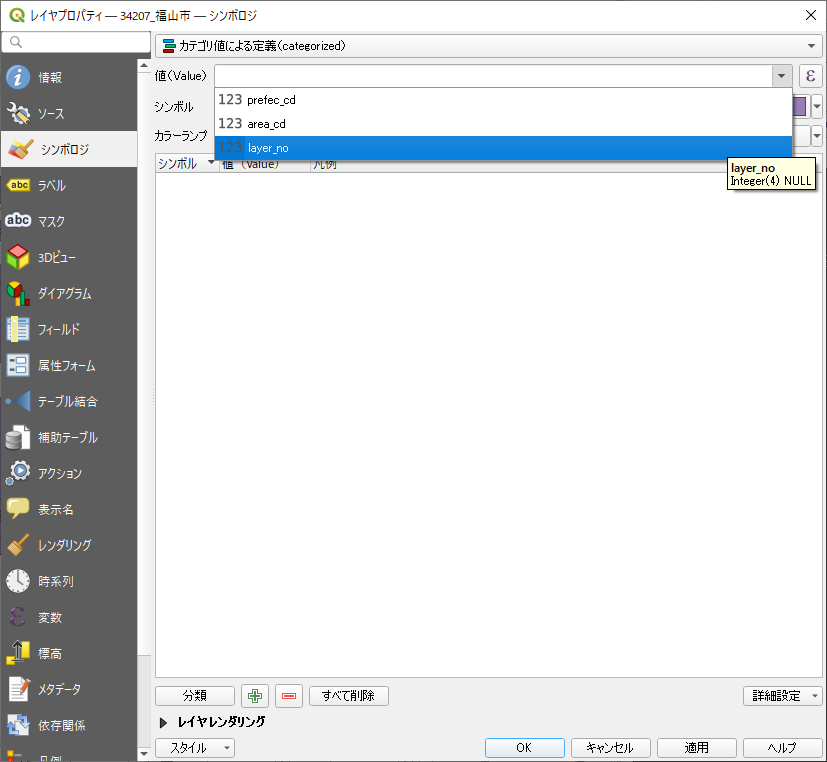 レイヤプロパティ — 34207_福山市 — シンボロジ
カテゴリ値による定義(categorized)
情報
ソース
シンボロジ
ラベル
マスク
3Dビュー
ダイアグラム
フィールド
属性フォーム
テーブル結合
補助テーブル
アクション
表示名
レンダリング
時系列
変数
標高
メタデータ
依存関係
凡例
値(Value)
ε
シンボル
カラーランプ
123 prefec_cd
123 area_cd
123 layer_no
シンボル 値 (Value) 凡例
layer_no
Integer(4) NULL
分類
すべて削除
詳細設定
レイヤレンダリング
スタイル
OK
キャンセル
適用
ヘルプ
abc
abc